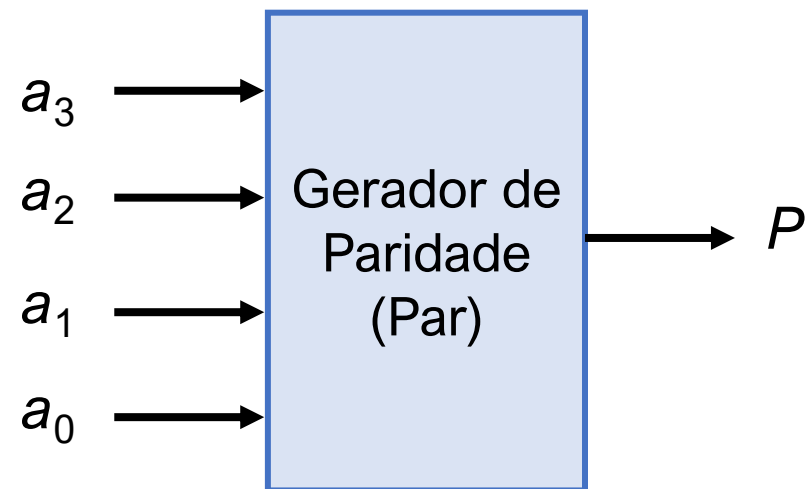 a₃
a₂
a₁
a₀
Gerador de
Paridade
(Par)
P